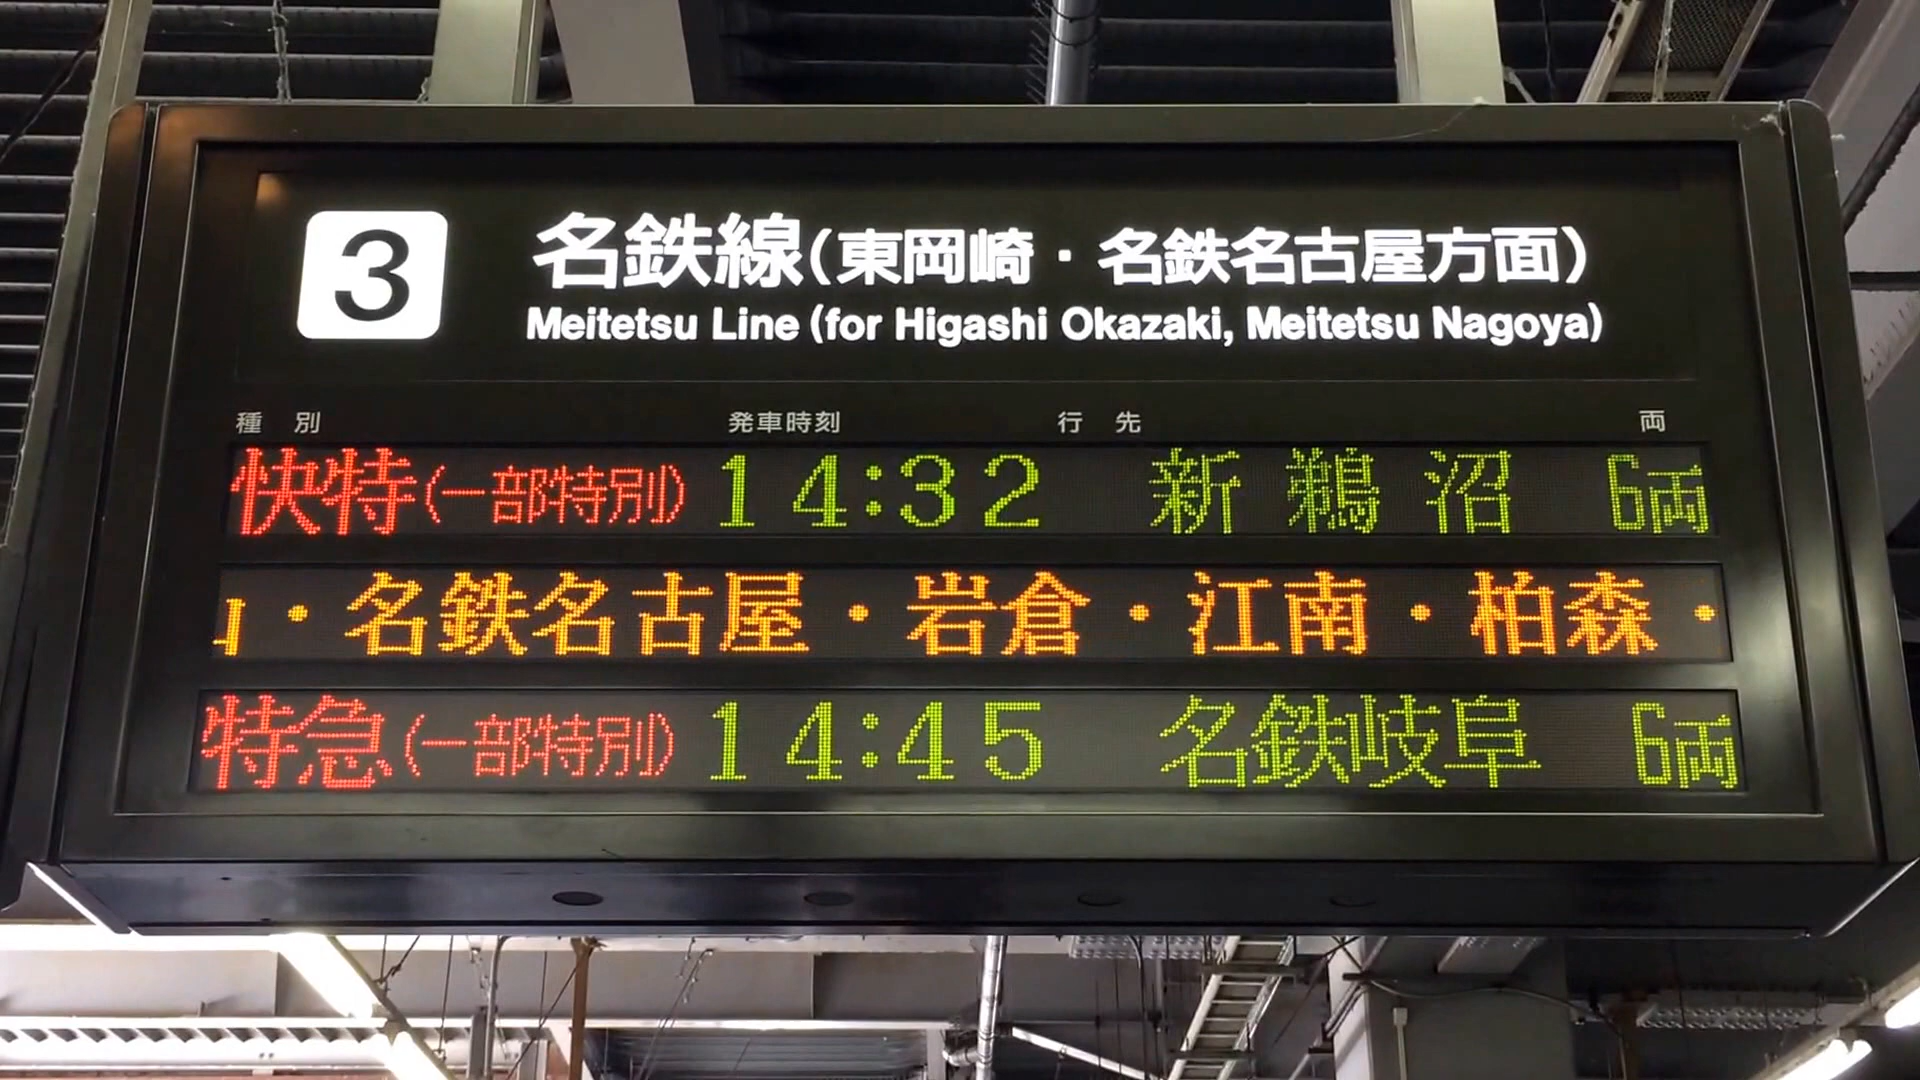 3
名鉄線(東岡崎・名鉄名古屋方面)
Meitetsu Line (for Higashi Okazaki, Meitetsu Nagoya)
種別 発車時刻 行先 両
快特(一部特別) 14:32 新鵜沼 6両
・名鉄名古屋・岩倉・江南・柏森・
特急(一部特別) 14:45 名鉄岐阜 6両